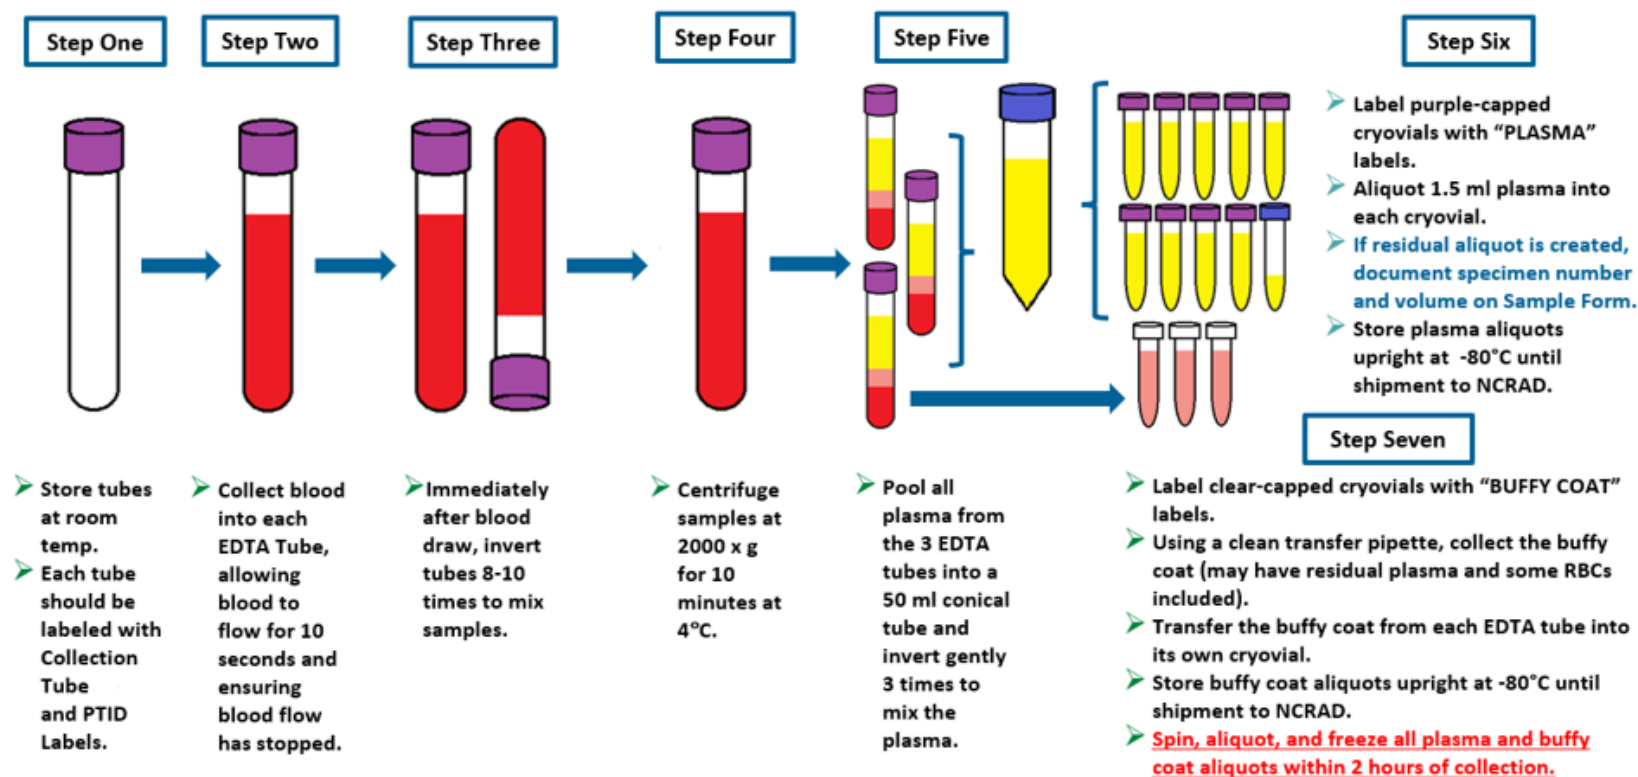 Step One
Step Two
Step Three
Step Four
Step Five
Step Six
Label purple-capped
cryovials with “PLASMA”
labels.
Aliquot 1.5 ml plasma into
each cryovial.
If residual aliquot is created,
document specimen number
and volume on Sample Form.
Store plasma aliquots
upright at -80°C until
shipment to NCRAD.
Store tubes
at room
temp.
Each tube
should be
labeled with
Collection
Tube
and PTID
Labels.
Collect blood
into each
EDTA Tube,
allowing
blood to
flow for 10
seconds and
ensuring
blood flow
has stopped.
Immediately
after blood
draw, invert
tubes 8-10
times to mix
samples.
Centrifuge
samples at
2000 x g
for 10
minutes at
4°C.
Pool all
plasma from
the 3 EDTA
tubes into a
50 ml conical
tube and
invert gently
3 times to
mix the
plasma.
Step Seven
Label clear-capped cryovials with “BUFFY COAT”
labels.
Using a clean transfer pipette, collect the buffy
coat (may have residual plasma and some RBCs
included).
Transfer the buffy coat from each EDTA tube into
its own cryovial.
Store buffy coat aliquots upright at -80°C until
shipment to NCRAD.
Spin, aliquot, and freeze all plasma and buffy
coat aliquots within 2 hours of collection.